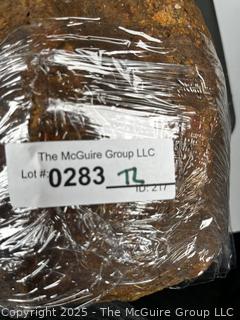 The McGuire Group LLC
Lot #: 0283
ID: 217
Copyright 2025 - The McGuire Group LLC